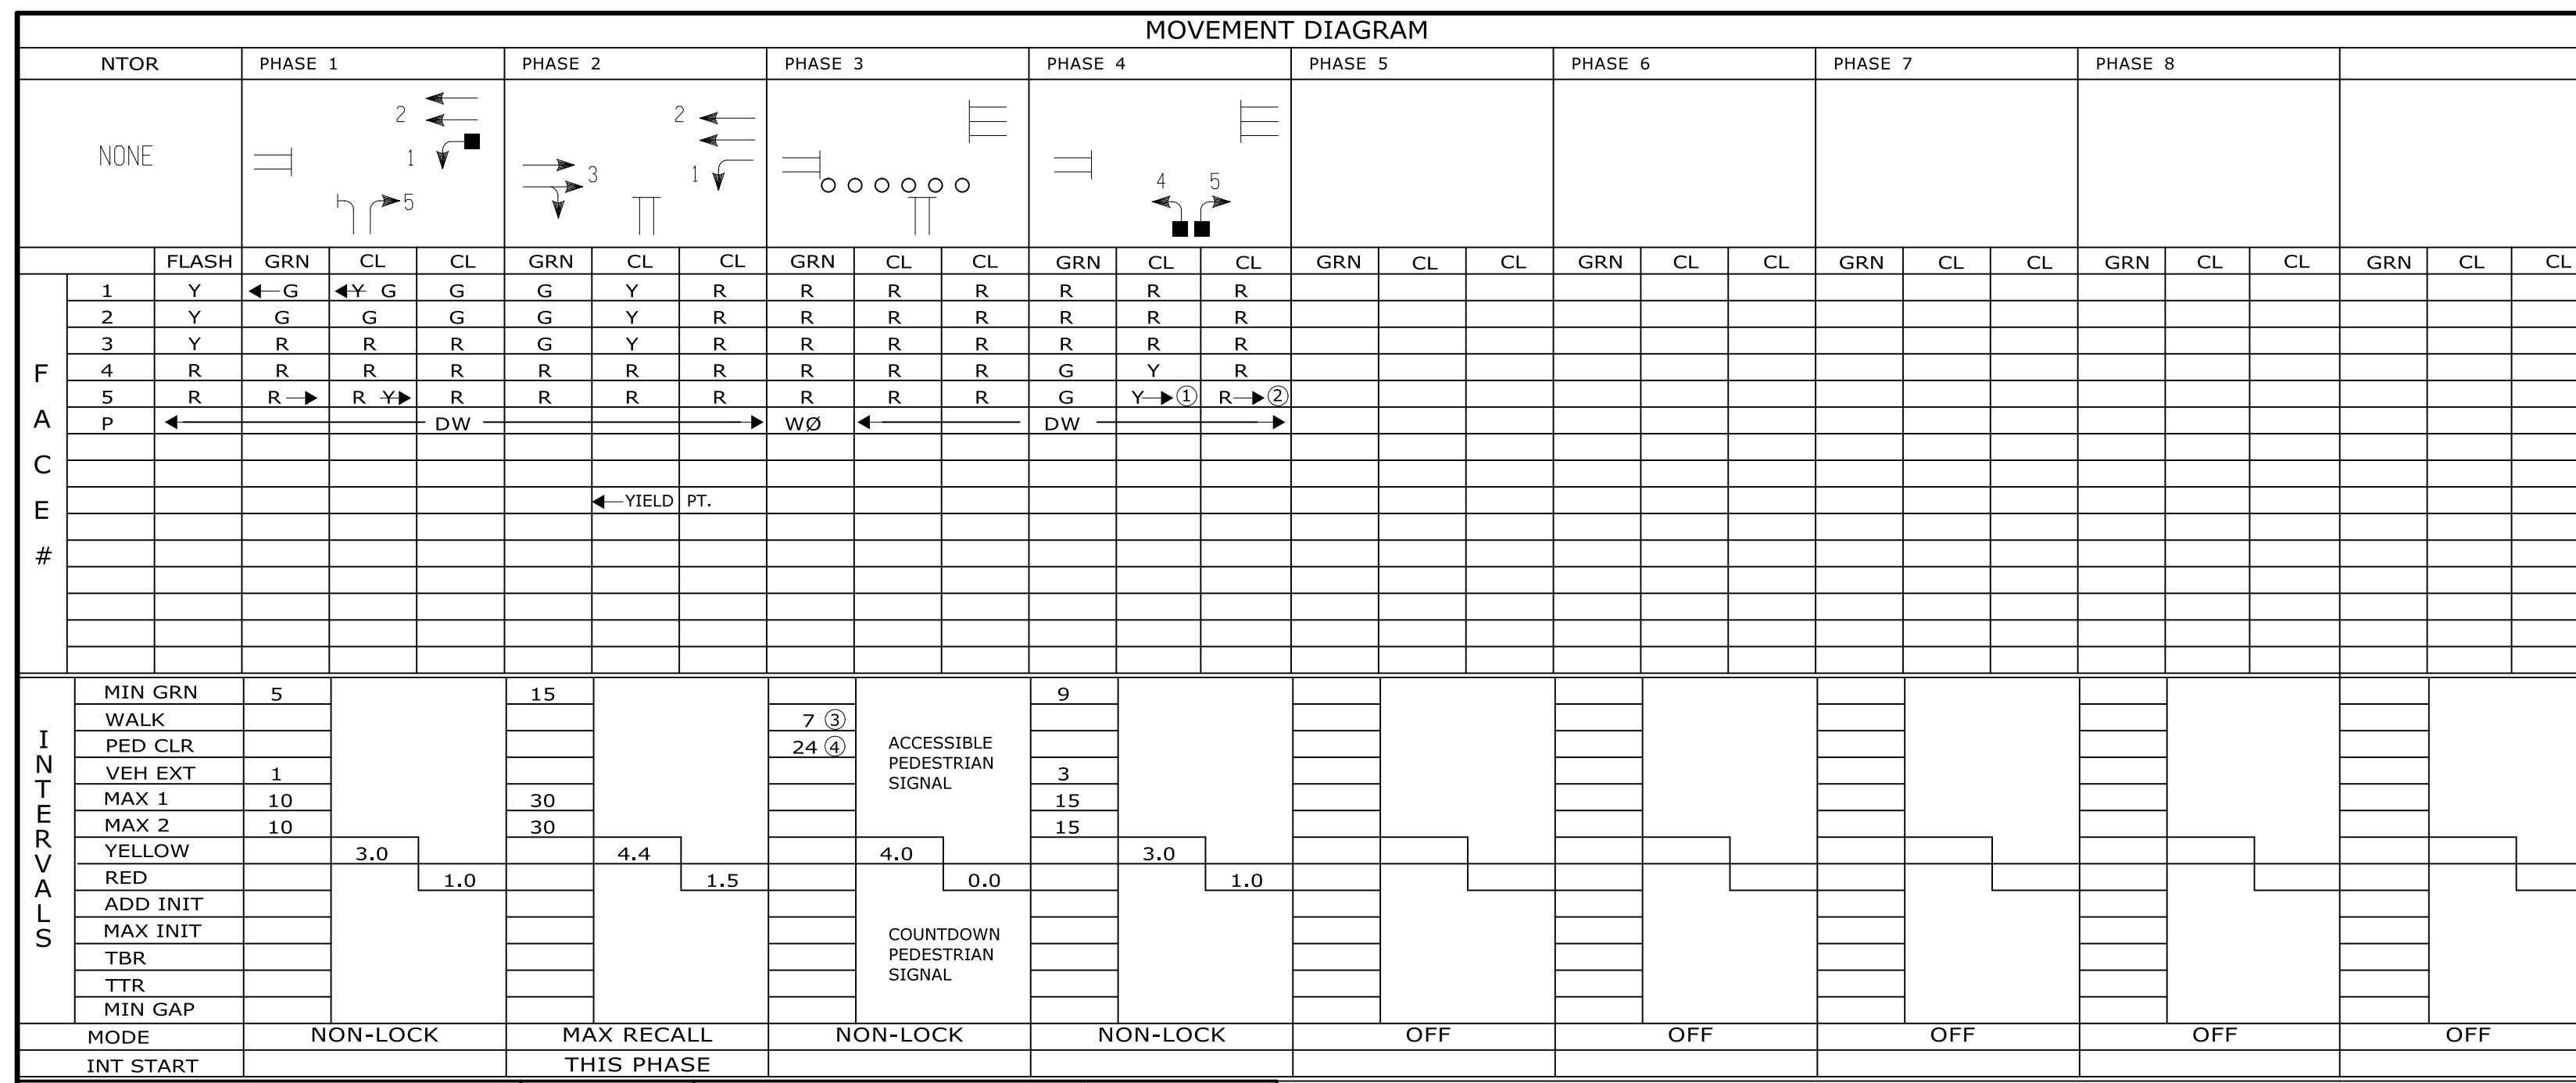 MOVEMENT DIAGRAM
NTOR PHASE 1 PHASE 2 PHASE 3 PHASE 4 PHASE 5 PHASE 6 PHASE 7 PHASE 8
NONE
2
1
5
3
2
1
4 5
FLASH GRN CL CL GRN CL CL GRN CL CL GRN CL CL GRN CL CL GRN CL CL GRN CL CL GRN CL CL GRN CL CL
FACE #
1 Y ←G ←Y G G G Y R R R R R R R
2 Y G G G G Y R R R R R R R
3 Y R R R G Y R R R R R R R
4 R R R R R R R R R R G Y R
5 R R→ R Y→ R R R R R R R G Y→① R→②
P DW WØ DW
←YIELD PT.
INTERVALS
MIN GRN 5 15 9
WALK 7 ③
PED CLR 24 ④
ACCESSIBLE
PEDESTRIAN
SIGNAL
VEH EXT 1 3
MAX 1 10 30 15
MAX 2 10 30 15
YELLOW 3.0 4.4 4.0 3.0
RED 1.0 1.5 0.0 1.0
ADD INIT
MAX INIT
COUNTDOWN
PEDESTRIAN
SIGNAL
TBR
TTR
MIN GAP
MODE NON-LOCK MAX RECALL NON-LOCK NON-LOCK OFF OFF OFF OFF OFF
INT START THIS PHASE